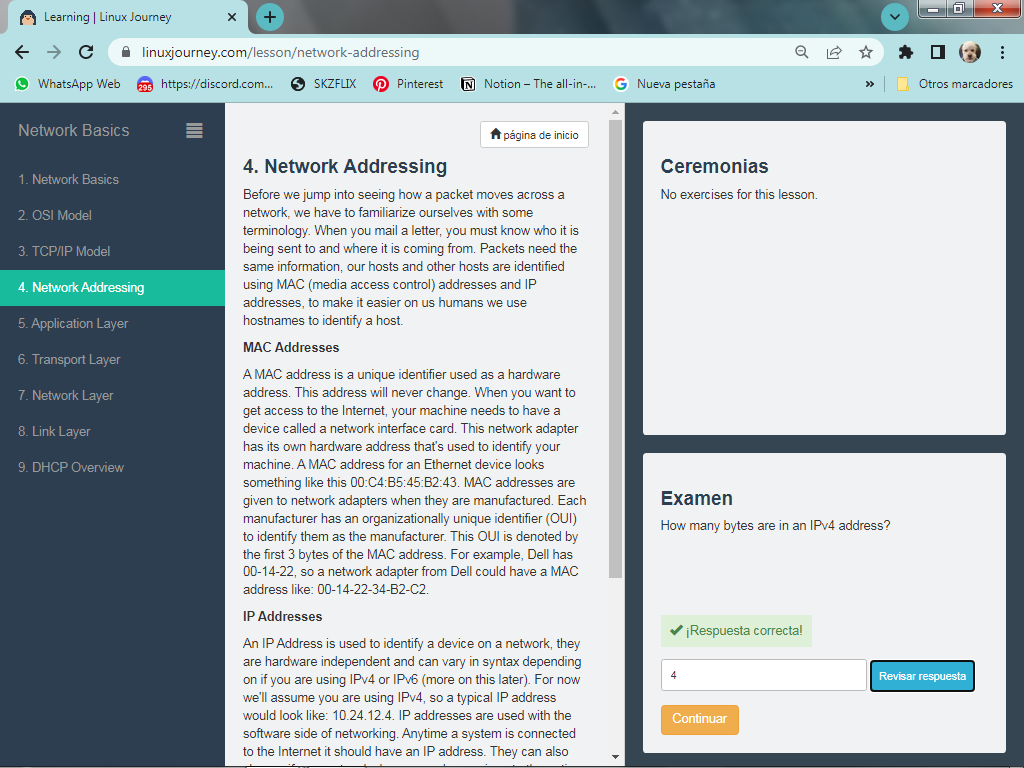 Learning | Linux Journey
linuxjourney.com/lesson/network-addressing
WhatsApp Web
295
https://discord.com...
SKZFLIX
Pinterest
Notion – The all-in-...
Nueva pestaña
»
Otros marcadores
Network Basics
1. Network Basics
2. OSI Model
3. TCP/IP Model
4. Network Addressing
5. Application Layer
6. Transport Layer
7. Network Layer
8. Link Layer
9. DHCP Overview
página de inicio
4. Network Addressing
Before we jump into seeing how a packet moves across a
network, we have to familiarize ourselves with some
terminology. When you mail a letter, you must know who it is
being sent to and where it is coming from. Packets need the
same information, our hosts and other hosts are identified
using MAC (media access control) addresses and IP
addresses, to make it easier on us humans we use
hostnames to identify a host.
MAC Addresses
A MAC address is a unique identifier used as a hardware
address. This address will never change. When you want to
get access to the Internet, your machine needs to have a
device called a network interface card. This network adapter
has its own hardware address that's used to identify your
machine. A MAC address for an Ethernet device looks
something like this 00:C4:B5:45:B2:43. MAC addresses are
given to network adapters when they are manufactured. Each
manufacturer has an organizationally unique identifier (OUI)
to identify them as the manufacturer. This OUI is denoted by
the first 3 bytes of the MAC address. For example, Dell has
00-14-22, so a network adapter from Dell could have a MAC
address like: 00-14-22-34-B2-C2.
IP Addresses
An IP Address is used to identify a device on a network, they
are hardware independent and can vary in syntax depending
on if you are using IPv4 or IPv6 (more on this later). For now
we'll assume you are using IPv4, so a typical IP address
would look like: 10.24.12.4. IP addresses are used with the
software side of networking. Anytime a system is connected
to the Internet it should have an IP address. They can also
Ceremonias
No exercises for this lesson.
Examen
How many bytes are in an IPv4 address?
¡Respuesta correcta!
4
Revisar respuesta
Continuar